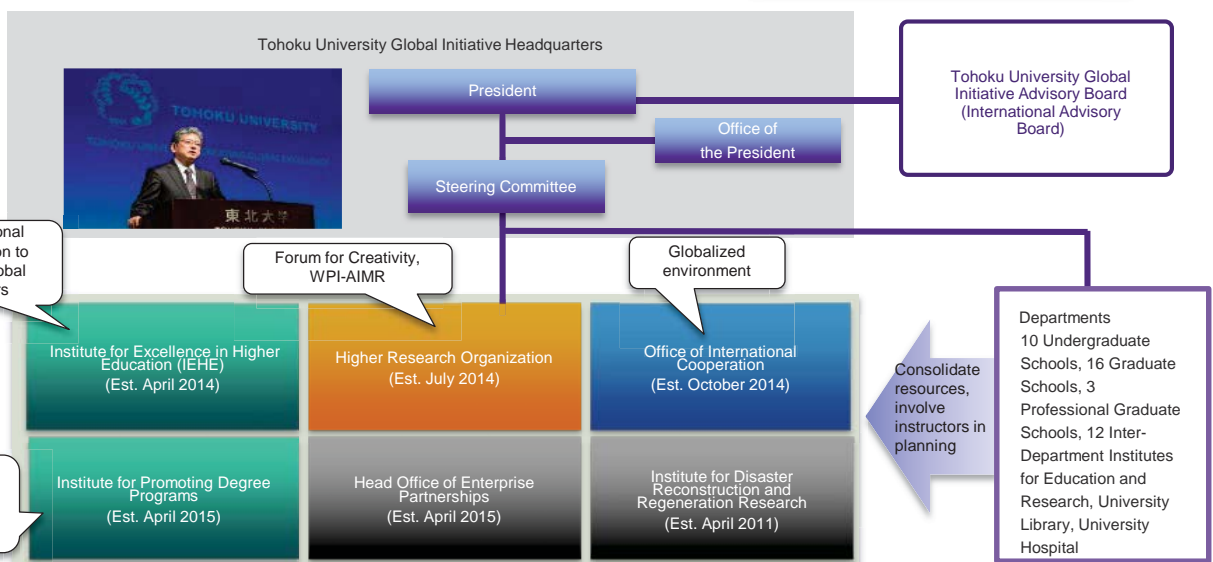 Tohoku University Global Initiative Headquarters
TOHOKU UNIVERSITY
東北大学
President
Office of
the President
Steering Committee
Tohoku University Global
Initiative Advisory Board
(International Advisory
Board)
Forum for Creativity,
WPI-AIMR
Globalized
environment
Institute for Excellence in Higher
Education (IEHE)
(Est. April 2014)
Higher Research Organization
(Est. July 2014)
Office of International
Cooperation
(Est. October 2014)
Institute for Promoting Degree
Programs
(Est. April 2015)
Head Office of Enterprise
Partnerships
(Est. April 2015)
Institute for Disaster
Reconstruction and
Regeneration Research
(Est. April 2011)
Consolidate
resources,
involve
instructors in
planning
Departments
10 Undergraduate
Schools, 16 Graduate
Schools, 3
Professional Graduate
Schools, 12 Inter-
Department Institutes
for Education and
Research, University
Library, University
Hospital